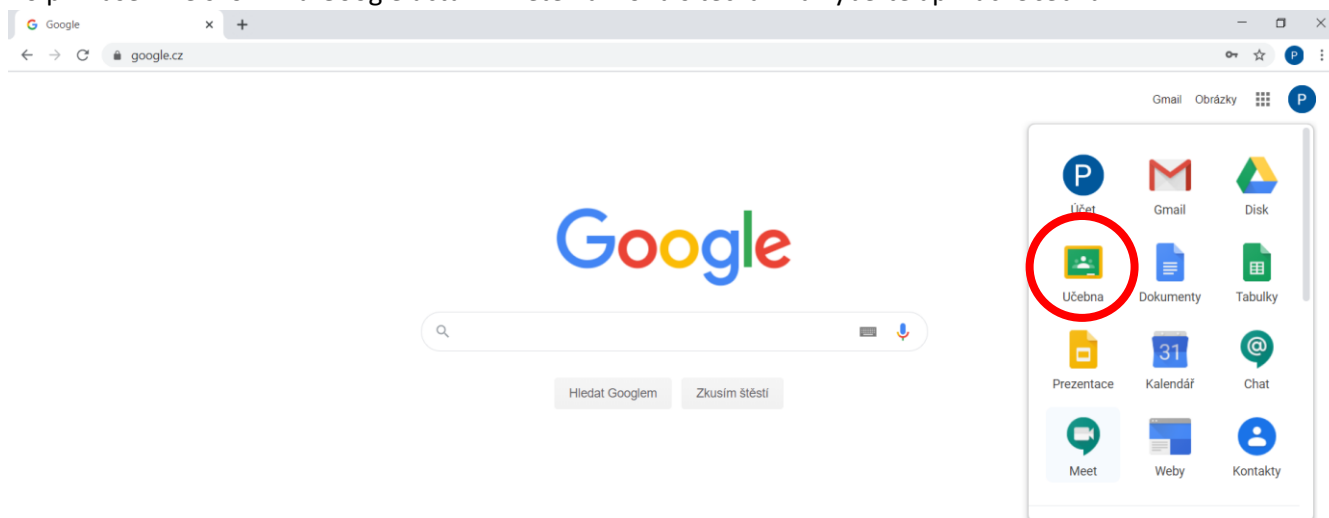 Google
google.cz
Gmail Obrázky
P
P
Účet Gmail Disk
Google
Učebna Dokumenty Tabulky
31
Hledat Googlem Zkusím štěstí
Prezentace Kalendář Chat
Meet Weby Kontakty